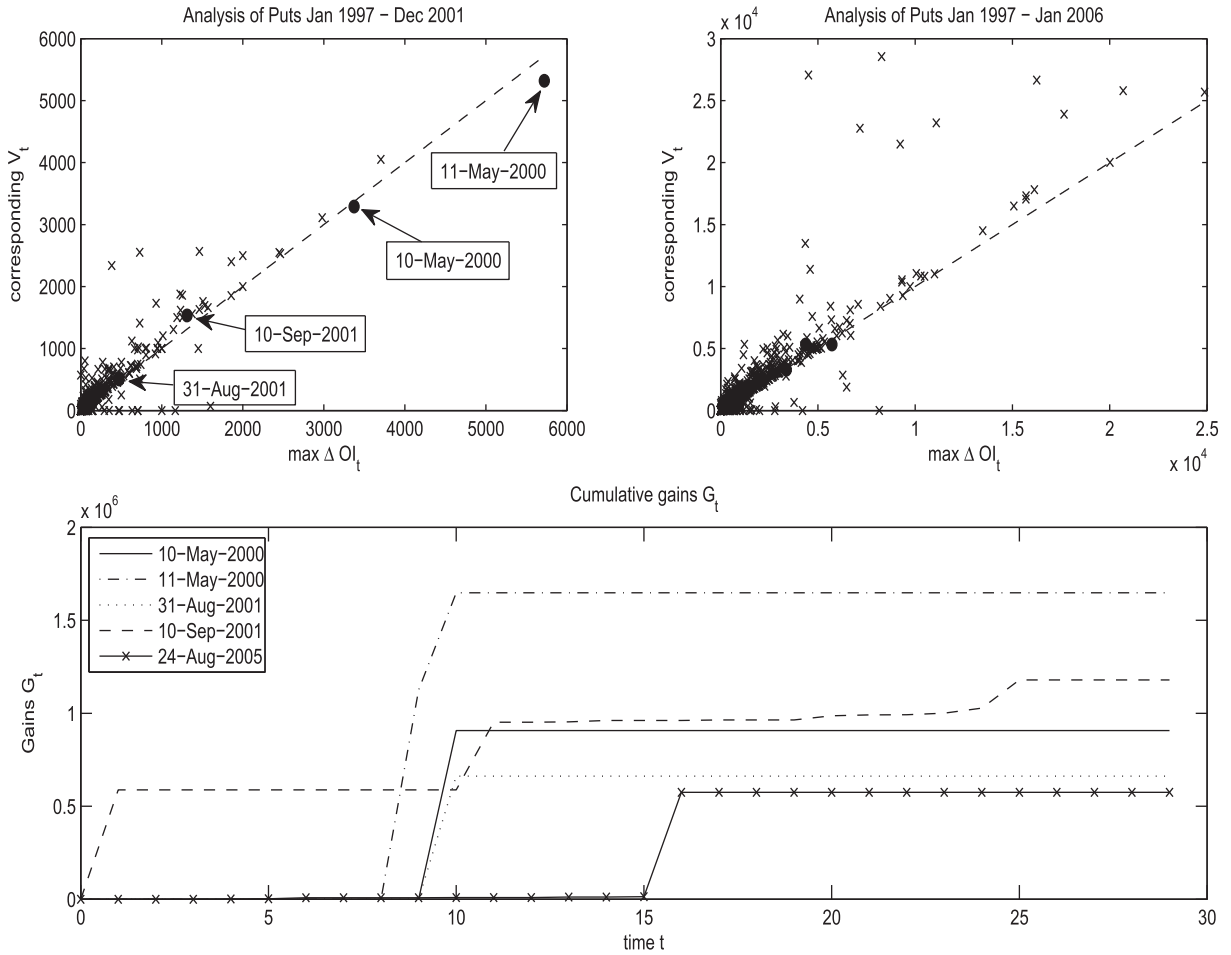 Analysis of Puts Jan 1997 − Dec 2001
6000
5000
4000
3000
2000
1000
0
corresponding V_t
11−May−2000
10−May−2000
10−Sep−2001
31−Aug−2001
0 1000 2000 3000 4000 5000 6000
max Δ OI_t
Analysis of Puts Jan 1997 − Jan 2006
x 10^4
3
2.5
2
1.5
1
0.5
0
corresponding V_t
0 0.5 1 1.5 2 2.5
max Δ OI_t
x 10^4
Cumulative gains G_t
x 10^6
2
1.5
1
0.5
0
Gains G_t
10−May−2000
11−May−2000
31−Aug−2001
10−Sep−2001
24−Aug−2005
0 5 10 15 20 25 30
time t